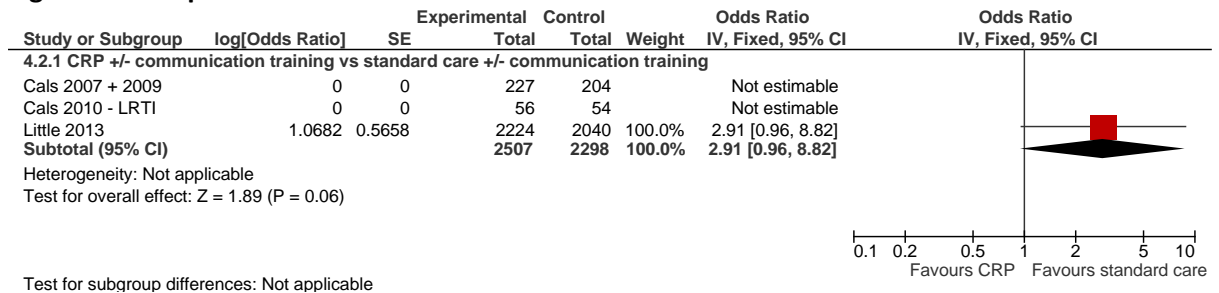 Experimental Control Odds Ratio Odds Ratio
Study or Subgroup log[Odds Ratio] SE Total Total Weight IV, Fixed, 95% CI IV, Fixed, 95% CI
4.2.1 CRP +/- communication training vs standard care +/- communication training
Cals 2007 + 2009 0 0 227 204 Not estimable
Cals 2010 - LRTI 0 0 56 54 Not estimable
Little 2013 1.0682 0.5658 2224 2040 100.0% 2.91 [0.96, 8.82]
Subtotal (95% CI) 2507 2298 100.0% 2.91 [0.96, 8.82]
Heterogeneity: Not applicable
Test for overall effect: Z = 1.89 (P = 0.06)
0.1 0.2 0.5 1 2 5 10
Favours CRP Favours standard care
Test for subgroup differences: Not applicable